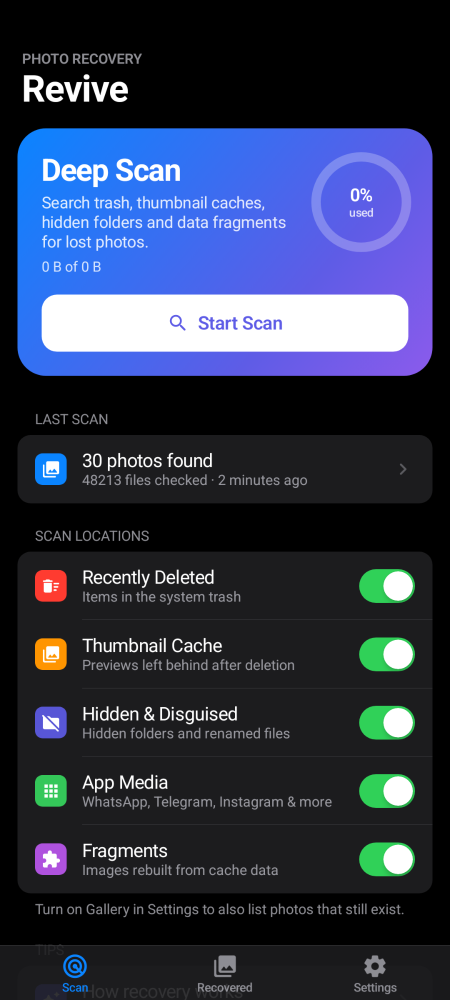 PHOTO RECOVERY
Revive
Deep Scan
Search trash, thumbnail caches,
hidden folders and data fragments
for lost photos.
0 B of 0 B
0%
used
Start Scan
LAST SCAN
30 photos found
48213 files checked · 2 minutes ago
SCAN LOCATIONS
Recently Deleted
Items in the system trash
Thumbnail Cache
Previews left behind after deletion
Hidden & Disguised
Hidden folders and renamed files
App Media
WhatsApp, Telegram, Instagram & more
Fragments
Images rebuilt from cache data
Turn on Gallery in Settings to also list photos that still exist.
TIPS
How recovery works
Scan
Recovered
Settings